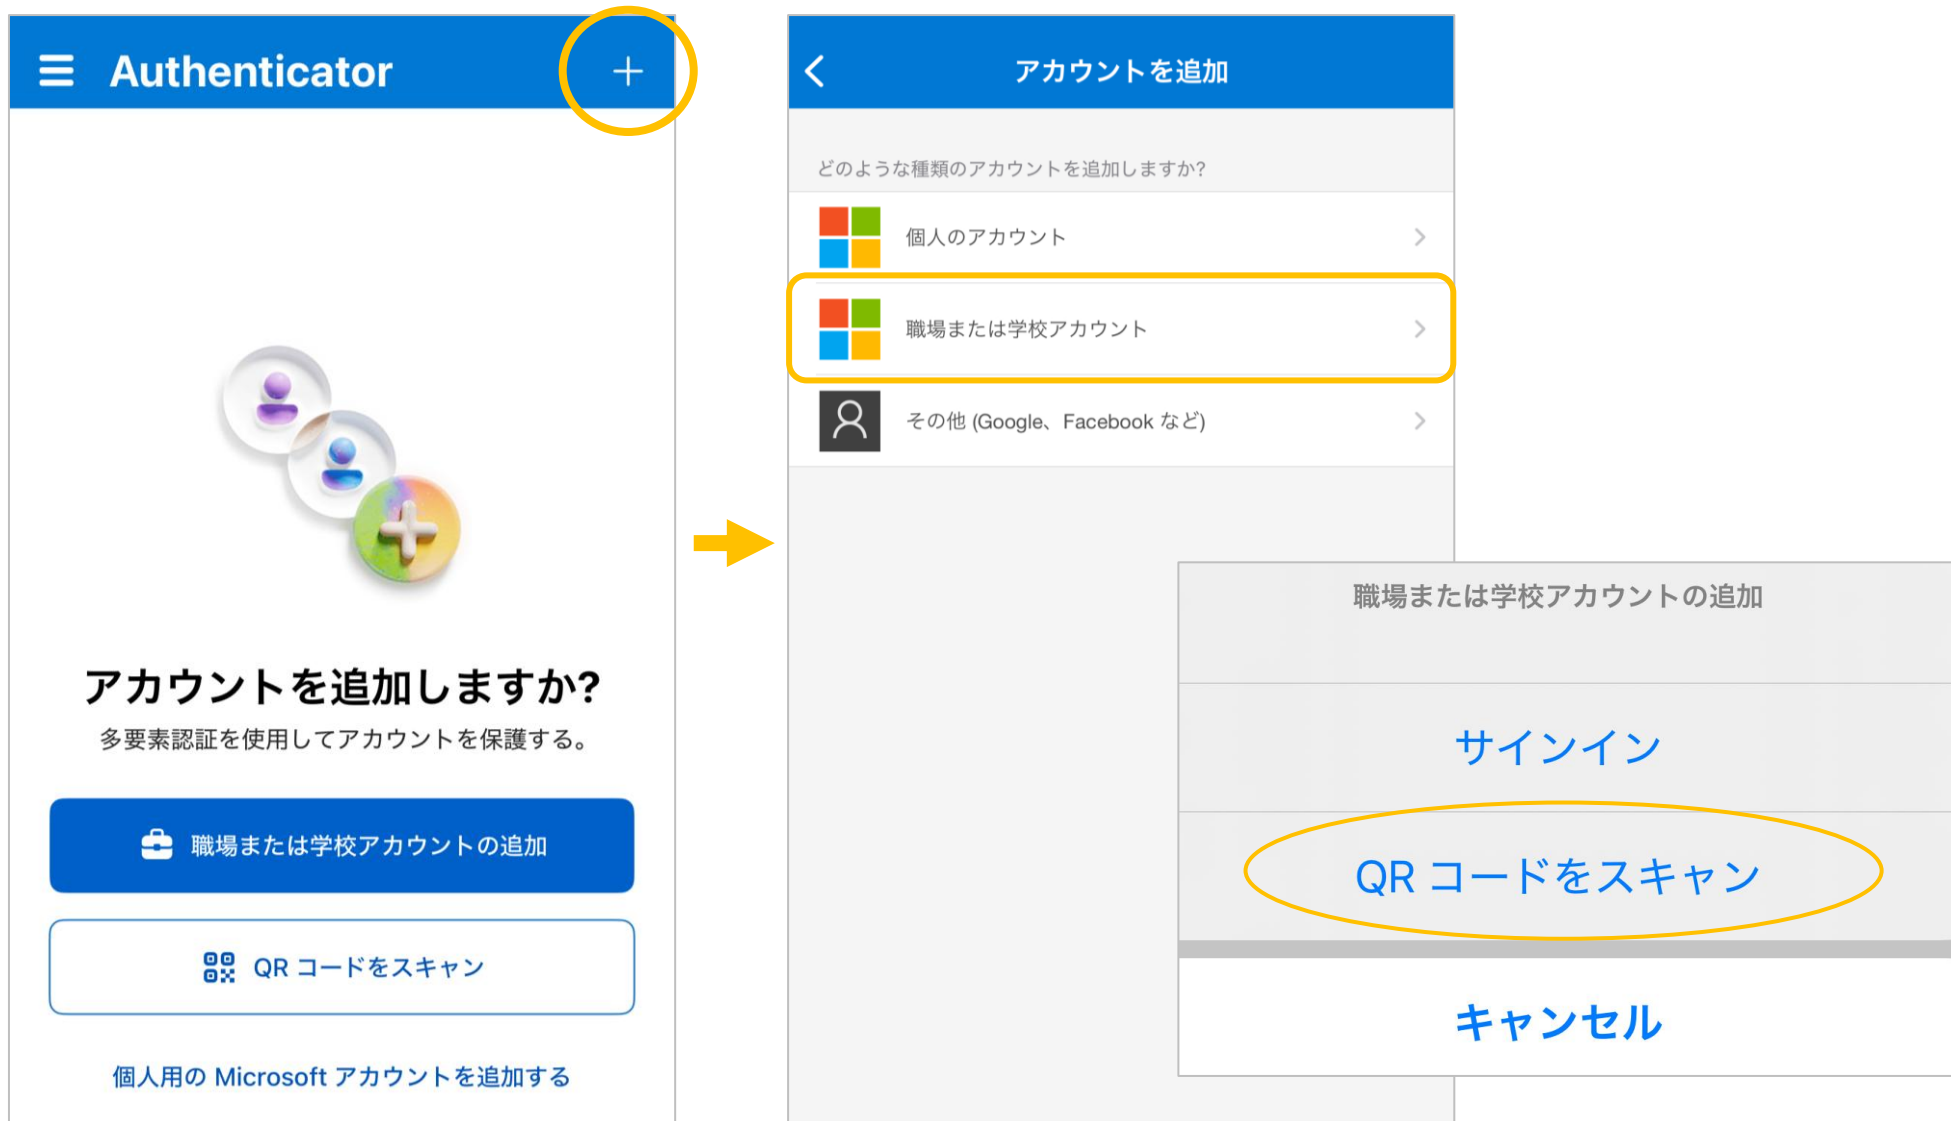 Authenticator
アカウントを追加しますか?
多要素認証を使用してアカウントを保護する。
職場または学校アカウントの追加
QR コードをスキャン
個人用の Microsoft アカウントを追加する
アカウントを追加
どのような種類のアカウントを追加しますか?
個人のアカウント
職場または学校アカウント
その他 (Google、Facebook など)
職場または学校アカウントの追加
サインイン
QR コードをスキャン
キャンセル